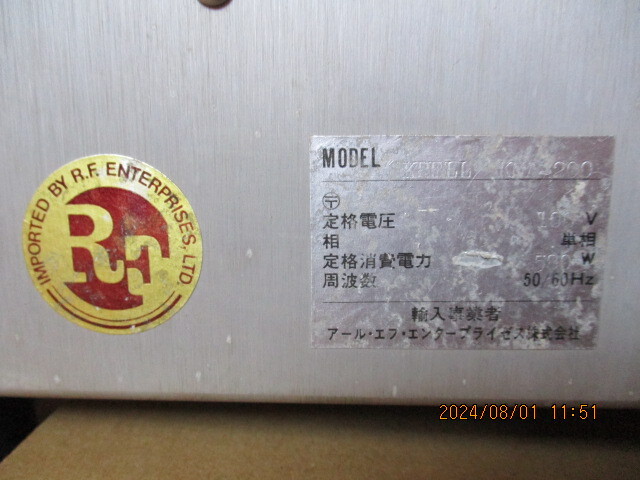 IMPORTED BY R.F. ENTERPRISES, LTD.
RF
MODEL
〒
定格電圧 V
相 単相
定格消費電力 W
周波数 50/60Hz
輸入事業者
アール・エフ・エンタープライゼス株式会社
2024/08/01 11:51